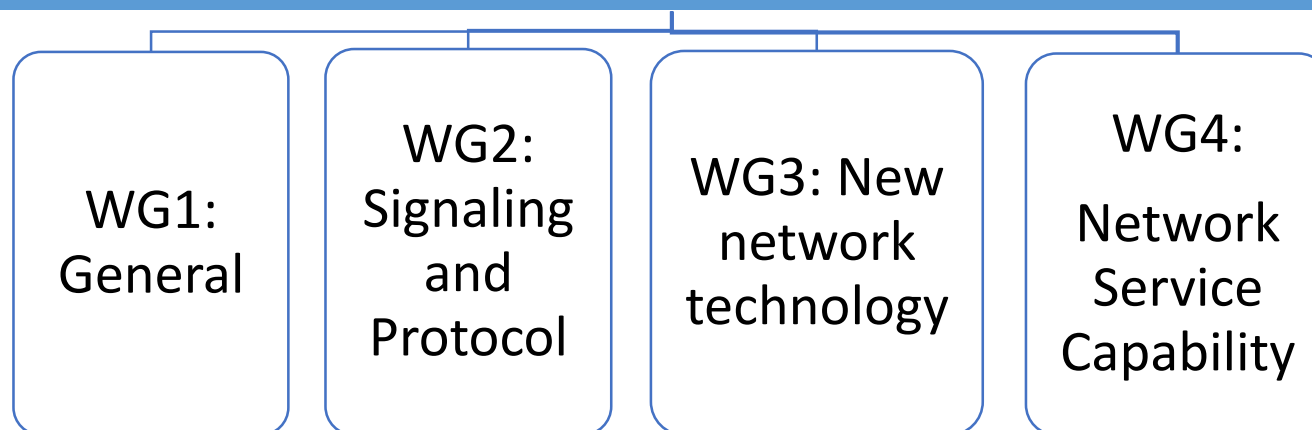 WG1:
General
WG2:
Signaling
and
Protocol
WG3: New
network
technology
WG4:
Network
Service
Capability